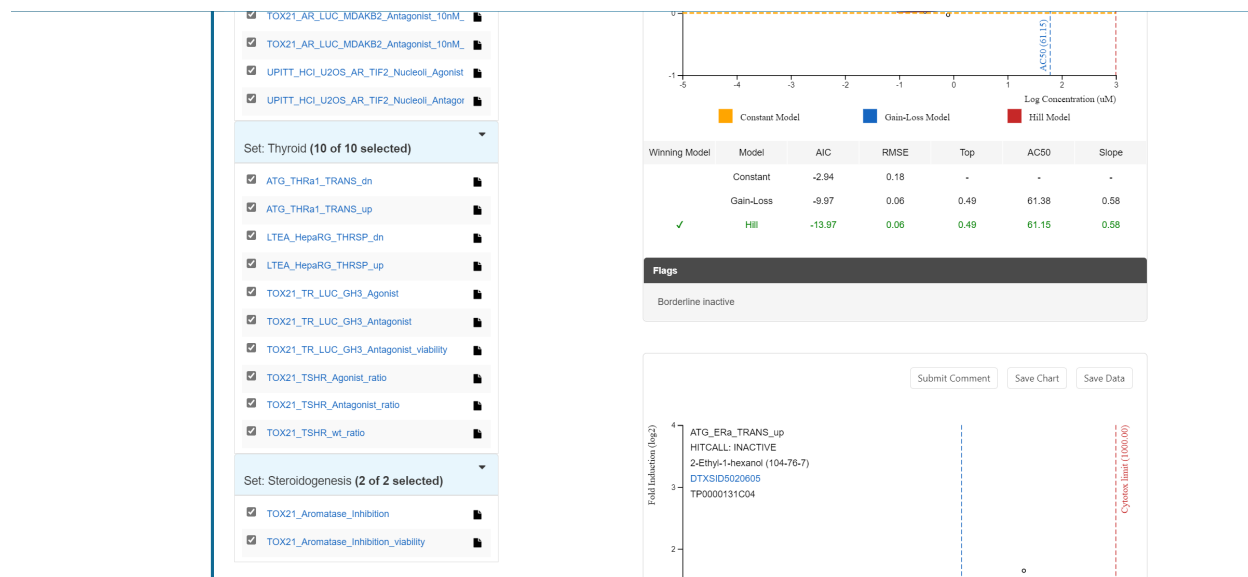 TOX21_AR_LUC_MDAKB2_Antagonist_10nM_
TOX21_AR_LUC_MDAKB2_Antagonist_10nM_
UPITT_HCI_U2OS_AR_TIF2_Nucleoli_Agonist
UPITT_HCI_U2OS_AR_TIF2_Nucleoli_Antagor
Set: Thyroid (10 of 10 selected)
ATG_THRa1_TRANS_dn
ATG_THRa1_TRANS_up
LTEA_HepaRG_THRSP_dn
LTEA_HepaRG_THRSP_up
TOX21_TR_LUC_GH3_Agonist
TOX21_TR_LUC_GH3_Antagonist
TOX21_TR_LUC_GH3_Antagonist_viability
TOX21_TSHR_Agonist_ratio
TOX21_TSHR_Antagonist_ratio
TOX21_TSHR_wt_ratio
Set: Steroidogenesis (2 of 2 selected)
TOX21_Aromatase_Inhibition
TOX21_Aromatase_Inhibition_viability
0
AC50 (61.15)
-1
-5 -4 -3 -2 -1 0 1 2 3
Log Concentration (uM)
Constant Model Gain-Loss Model Hill Model
Winning Model Model AIC RMSE Top AC50 Slope
Constant -2.94 0.18 - - -
Gain-Loss -9.97 0.06 0.49 61.38 0.58
✓ Hill -13.97 0.06 0.49 61.15 0.58
Flags
Borderline inactive
Submit Comment Save Chart Save Data
Fold Induction (log2)
4
3
2
ATG_ERa_TRANS_up
HITCALL: INACTIVE
2-Ethyl-1-hexanol (104-76-7)
DTXSID5020605
TP0000131C04
Cytotox limit (1000.00)